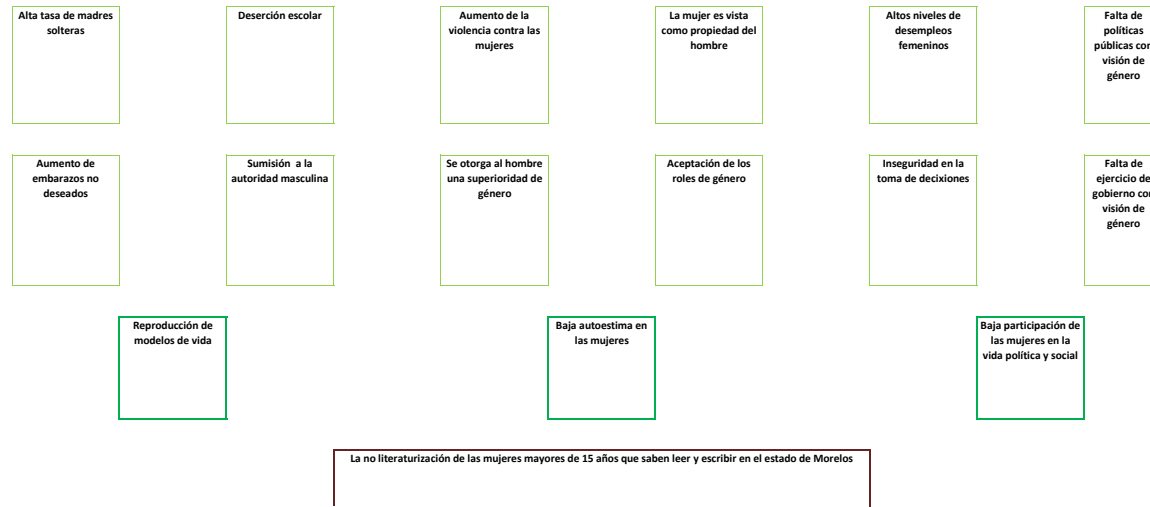 Alta tasa de madres
solteras
Deserción escolar
Aumento de la
violencia contra las
mujeres
La mujer es vista
como propiedad del
hombre
Altos niveles de
desempleos
femeninos
Falta de
políticas
públicas con
visión de
género
Aumento de
embarazos no
deseados
Sumisión a la
autoridad masculina
Se otorga al hombre
una superioridad de
género
Aceptación de los
roles de género
Inseguridad en la
toma de decixiones
Falta de
ejercicio de
gobierno con
visión de
género
Reproducción de
modelos de vida
Baja autoestima en
las mujeres
Baja participación de
las mujeres en la
vida política y social
La no literaturización de las mujeres mayores de 15 años que saben leer y escribir en el estado de Morelos